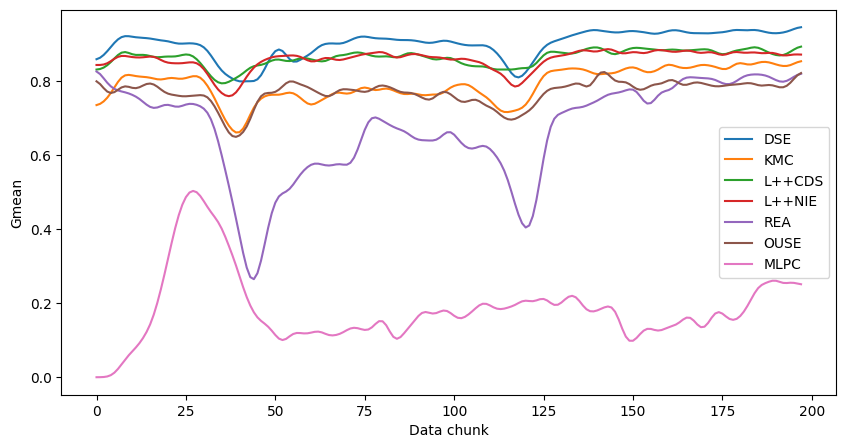 0.8
0.6
0.4
0.2
0.0
Gmean
0 25 50 75 100 125 150 175 200
Data chunk
DSE
KMC
L++CDS
L++NIE
REA
OUSE
MLPC